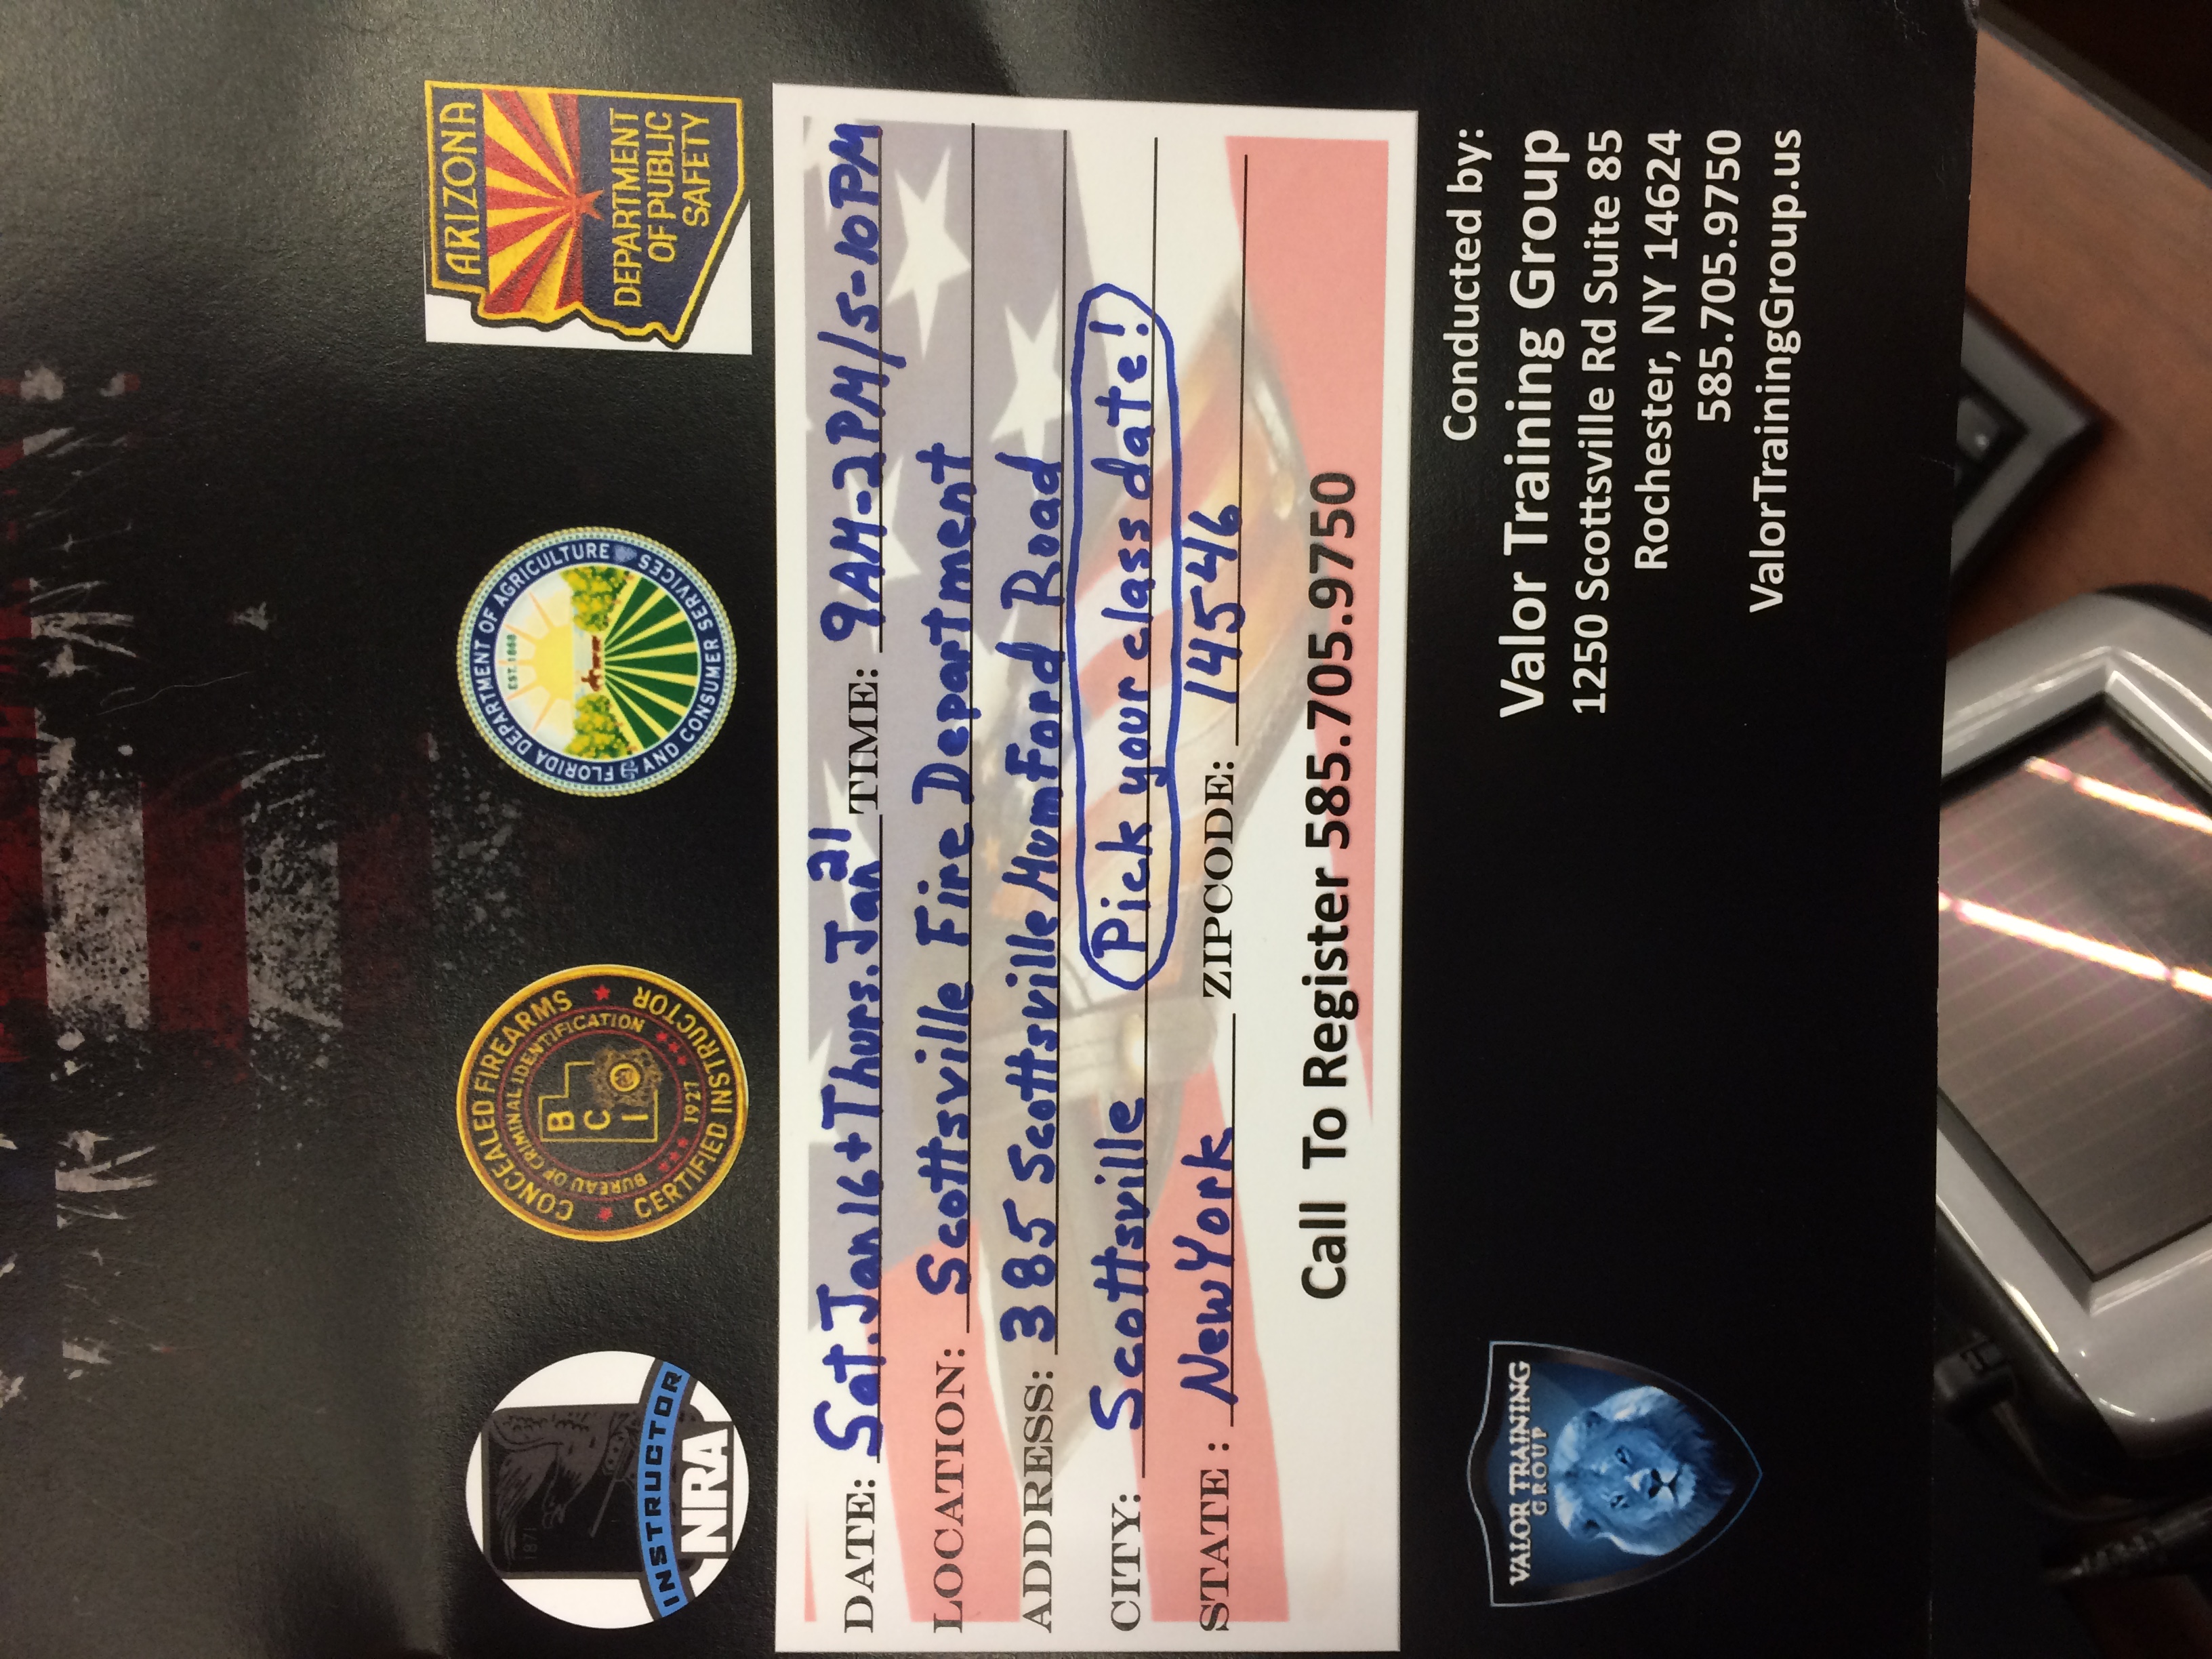 1871
INSTRUCTOR
NRA
CONCEALED FIREARMS
CERTIFIED INSTRUCTOR
BUREAU OF CRIMINAL IDENTIFICATION
B
C
I
1927
FLORIDA DEPARTMENT OF AGRICULTURE
AND CONSUMER SERVICES
EST. 1868
ARIZONA
DEPARTMENT
OF PUBLIC
SAFETY
DATE: Sat. Jan 16 + Thurs. Jan 21 TIME: 9AM-2PM/5-10PM
LOCATION: Scottsville Fire Department
ADDRESS: 385 Scottsville Mumford Road
CITY: Scottsville Pick your class date!
STATE : New York ZIPCODE: 14546
Call To Register 585.705.9750
VALOR TRAINING
GROUP
Conducted by:
Valor Training Group
1250 Scottsville Rd Suite 85
Rochester, NY 14624
585.705.9750
ValorTrainingGroup.us